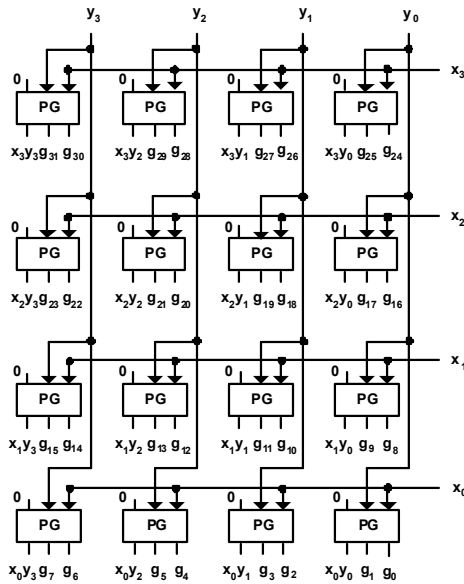 y₃ y₂ y₁ y₀
x₃
0 0 0 0
PG PG PG PG
x₃y₃ g₃₁ g₃₀ x₃y₂ g₂₉ g₂₈ x₃y₁ g₂₇ g₂₆ x₃y₀ g₂₅ g₂₄
x₂
0 0 0 0
PG PG PG PG
x₂y₃ g₂₃ g₂₂ x₂y₂ g₂₁ g₂₀ x₂y₁ g₁₉ g₁₈ x₂y₀ g₁₇ g₁₆
x₁
0 0 0 0
PG PG PG PG
x₁y₃ g₁₅ g₁₄ x₁y₂ g₁₃ g₁₂ x₁y₁ g₁₁ g₁₀ x₁y₀ g₉ g₈
x₀
0 0 0 0
PG PG PG PG
x₀y₃ g₇ g₆ x₀y₂ g₅ g₄ x₀y₁ g₃ g₂ x₀y₀ g₁ g₀